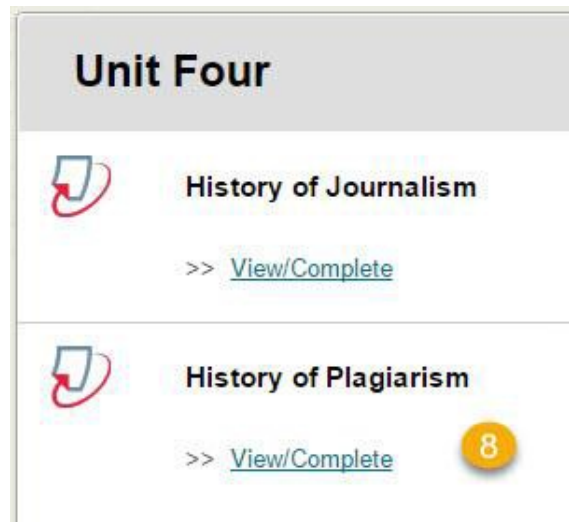 Unit Four
History of Journalism
>> View/Complete
History of Plagiarism
>> View/Complete 8